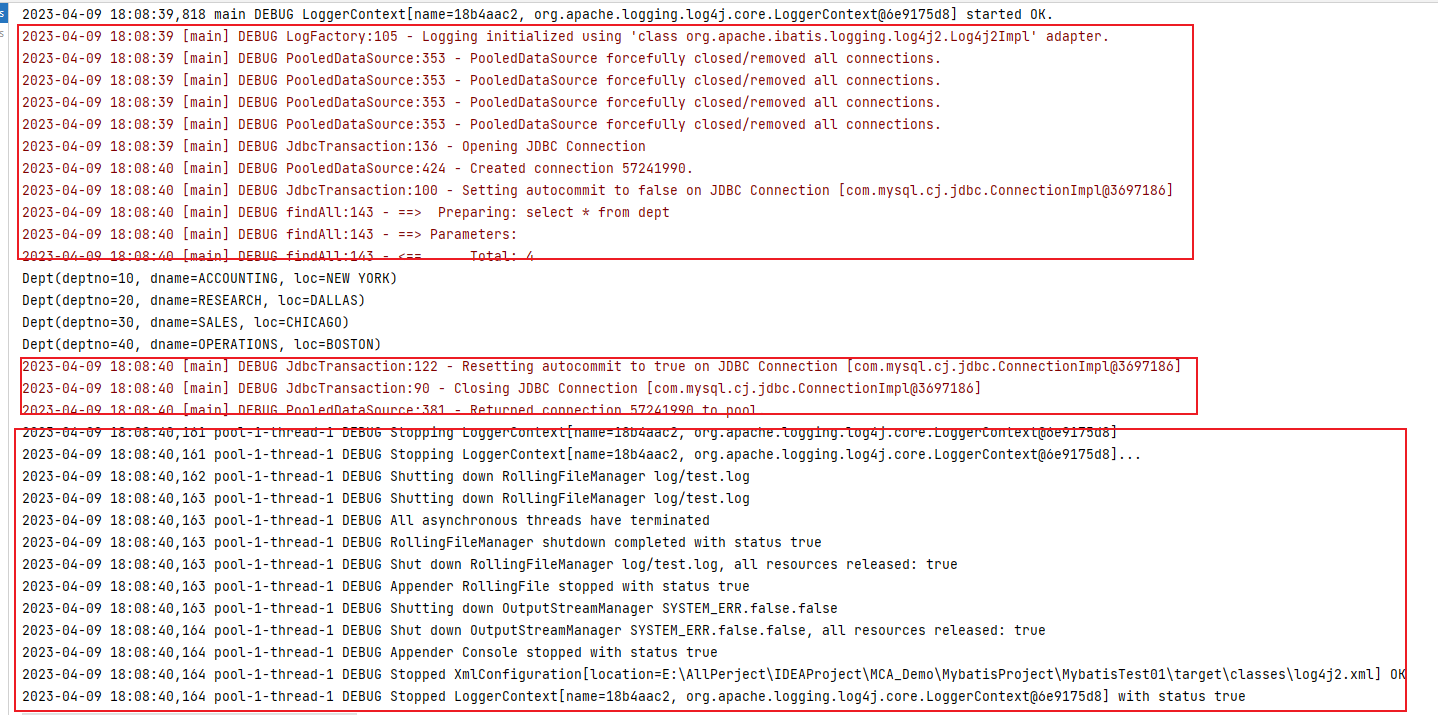 2023-04-09 18:08:39,818 main DEBUG LoggerContext[name=18b4aac2, org.apache.logging.log4j.core.LoggerContext@6e9175d8] started OK.
2023-04-09 18:08:39 [main] DEBUG LogFactory:105 - Logging initialized using 'class org.apache.ibatis.logging.log4j2.Log4j2Impl' adapter.
2023-04-09 18:08:39 [main] DEBUG PooledDataSource:353 - PooledDataSource forcefully closed/removed all connections.
2023-04-09 18:08:39 [main] DEBUG PooledDataSource:353 - PooledDataSource forcefully closed/removed all connections.
2023-04-09 18:08:39 [main] DEBUG PooledDataSource:353 - PooledDataSource forcefully closed/removed all connections.
2023-04-09 18:08:39 [main] DEBUG PooledDataSource:353 - PooledDataSource forcefully closed/removed all connections.
2023-04-09 18:08:39 [main] DEBUG JdbcTransaction:136 - Opening JDBC Connection
2023-04-09 18:08:40 [main] DEBUG PooledDataSource:424 - Created connection 57241990.
2023-04-09 18:08:40 [main] DEBUG JdbcTransaction:100 - Setting autocommit to false on JDBC Connection [com.mysql.cj.jdbc.ConnectionImpl@3697186]
2023-04-09 18:08:40 [main] DEBUG findAll:143 - ==>  Preparing: select * from dept
2023-04-09 18:08:40 [main] DEBUG findAll:143 - ==> Parameters:
2023-04-09 18:08:40 [main] DEBUG findAll:143 - <==      Total: 4
Dept(deptno=10, dname=ACCOUNTING, loc=NEW YORK)
Dept(deptno=20, dname=RESEARCH, loc=DALLAS)
Dept(deptno=30, dname=SALES, loc=CHICAGO)
Dept(deptno=40, dname=OPERATIONS, loc=BOSTON)
2023-04-09 18:08:40 [main] DEBUG JdbcTransaction:122 - Resetting autocommit to true on JDBC Connection [com.mysql.cj.jdbc.ConnectionImpl@3697186]
2023-04-09 18:08:40 [main] DEBUG JdbcTransaction:90 - Closing JDBC Connection [com.mysql.cj.jdbc.ConnectionImpl@3697186]
2023-04-09 18:08:40 [main] DEBUG PooledDataSource:381 - Returned connection 57241990 to pool
2023-04-09 18:08:40,161 pool-1-thread-1 DEBUG Stopping LoggerContext[name=18b4aac2, org.apache.logging.log4j.core.LoggerContext@6e9175d8]
2023-04-09 18:08:40,161 pool-1-thread-1 DEBUG Stopping LoggerContext[name=18b4aac2, org.apache.logging.log4j.core.LoggerContext@6e9175d8]...
2023-04-09 18:08:40,162 pool-1-thread-1 DEBUG Shutting down RollingFileManager log/test.log
2023-04-09 18:08:40,163 pool-1-thread-1 DEBUG Shutting down RollingFileManager log/test.log
2023-04-09 18:08:40,163 pool-1-thread-1 DEBUG All asynchronous threads have terminated
2023-04-09 18:08:40,163 pool-1-thread-1 DEBUG RollingFileManager shutdown completed with status true
2023-04-09 18:08:40,163 pool-1-thread-1 DEBUG Shut down RollingFileManager log/test.log, all resources released: true
2023-04-09 18:08:40,163 pool-1-thread-1 DEBUG Appender RollingFile stopped with status true
2023-04-09 18:08:40,163 pool-1-thread-1 DEBUG Shutting down OutputStreamManager SYSTEM_ERR.false.false
2023-04-09 18:08:40,164 pool-1-thread-1 DEBUG Shut down OutputStreamManager SYSTEM_ERR.false.false, all resources released: true
2023-04-09 18:08:40,164 pool-1-thread-1 DEBUG Appender Console stopped with status true
2023-04-09 18:08:40,164 pool-1-thread-1 DEBUG Stopped XmlConfiguration[location=E:\AllPerject\IDEAProject\MCA_Demo\MybatisProject\MybatisTest01\target\classes\log4j2.xml] OK
2023-04-09 18:08:40,164 pool-1-thread-1 DEBUG Stopped LoggerContext[name=18b4aac2, org.apache.logging.log4j.core.LoggerContext@6e9175d8] with status true